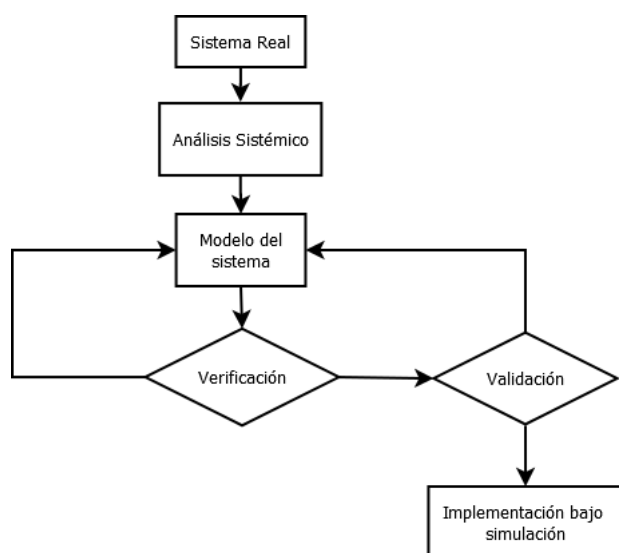 Sistema Real
Análisis Sistémico
Modelo del
sistema
Verificación
Validación
Implementación bajo
simulación